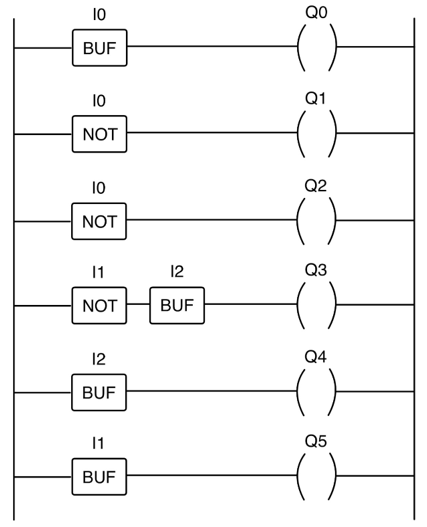 I0 Q0
BUF
I0 Q1
NOT
I0 Q2
NOT
I1 I2 Q3
NOT BUF
I2 Q4
BUF
I1 Q5
BUF